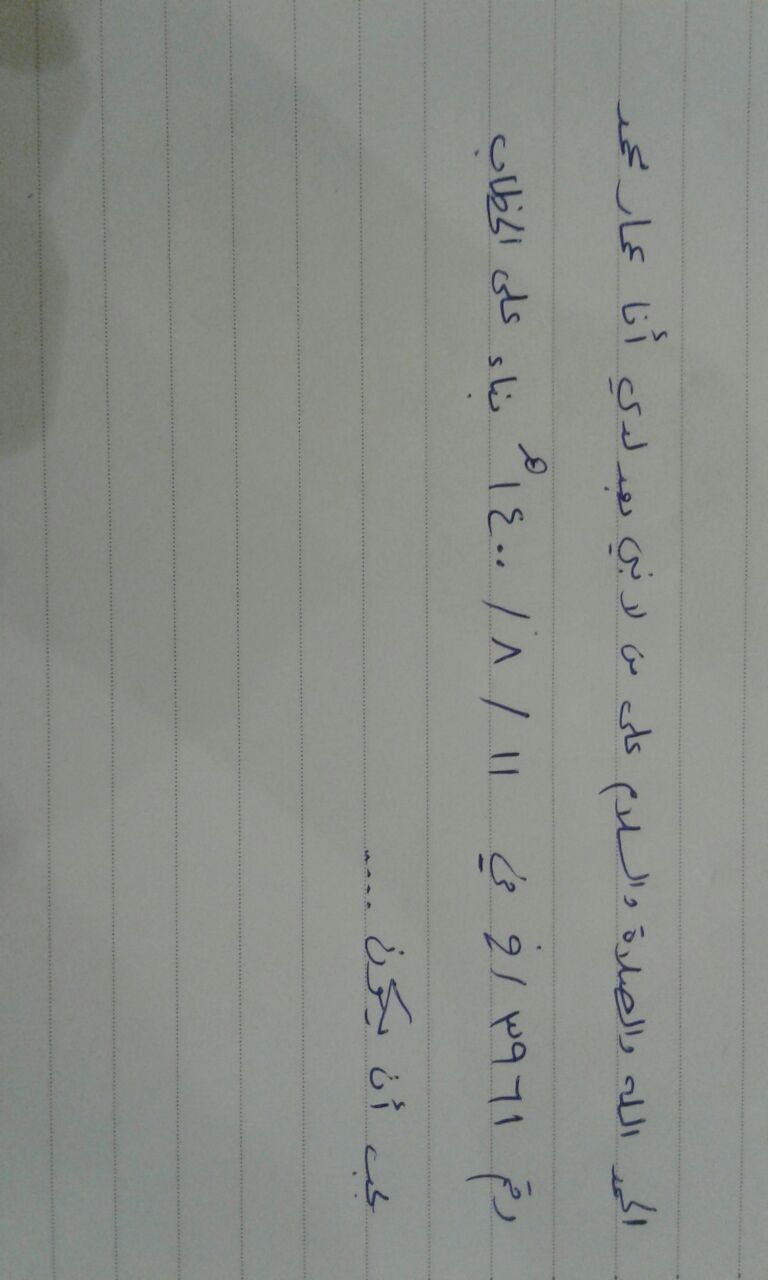 الحمد الله والصلاة والسلام على من لا نبي بعد لدي أنا عمار محمد
رقم ٣٩٦١ / ف في ١١ / ٨ / ١٤٠٠هـ بناء على الخطاب
يجب أن يكون ....